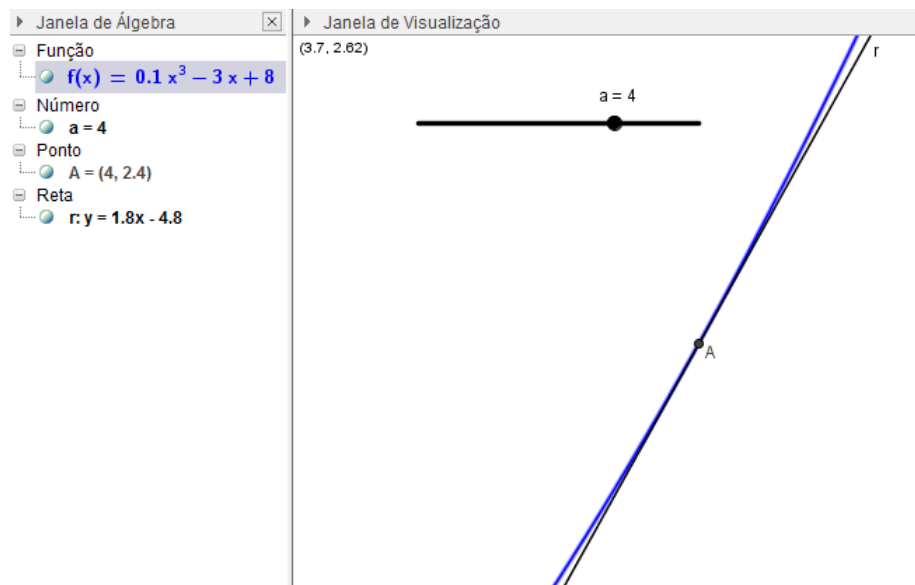 Janela de Álgebra
Função
f(x) = 0.1 x³ − 3 x + 8
Número
a = 4
Ponto
A = (4, 2.4)
Reta
r: y = 1.8x - 4.8
Janela de Visualização
(3.7, 2.62)
a = 4
r
A